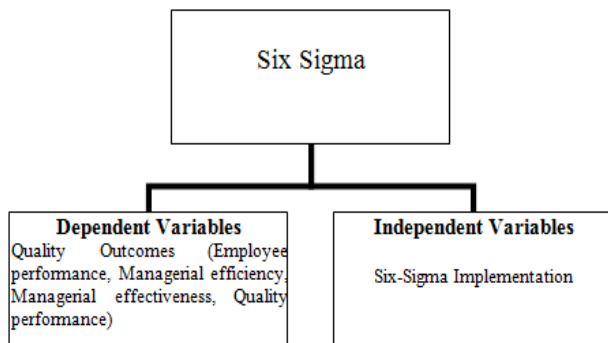 Six Sigma
Dependent Variables
Quality Outcomes (Employee
performance, Managerial efficiency,
Managerial effectiveness, Quality
performance)
Independent Variables
Six-Sigma Implementation